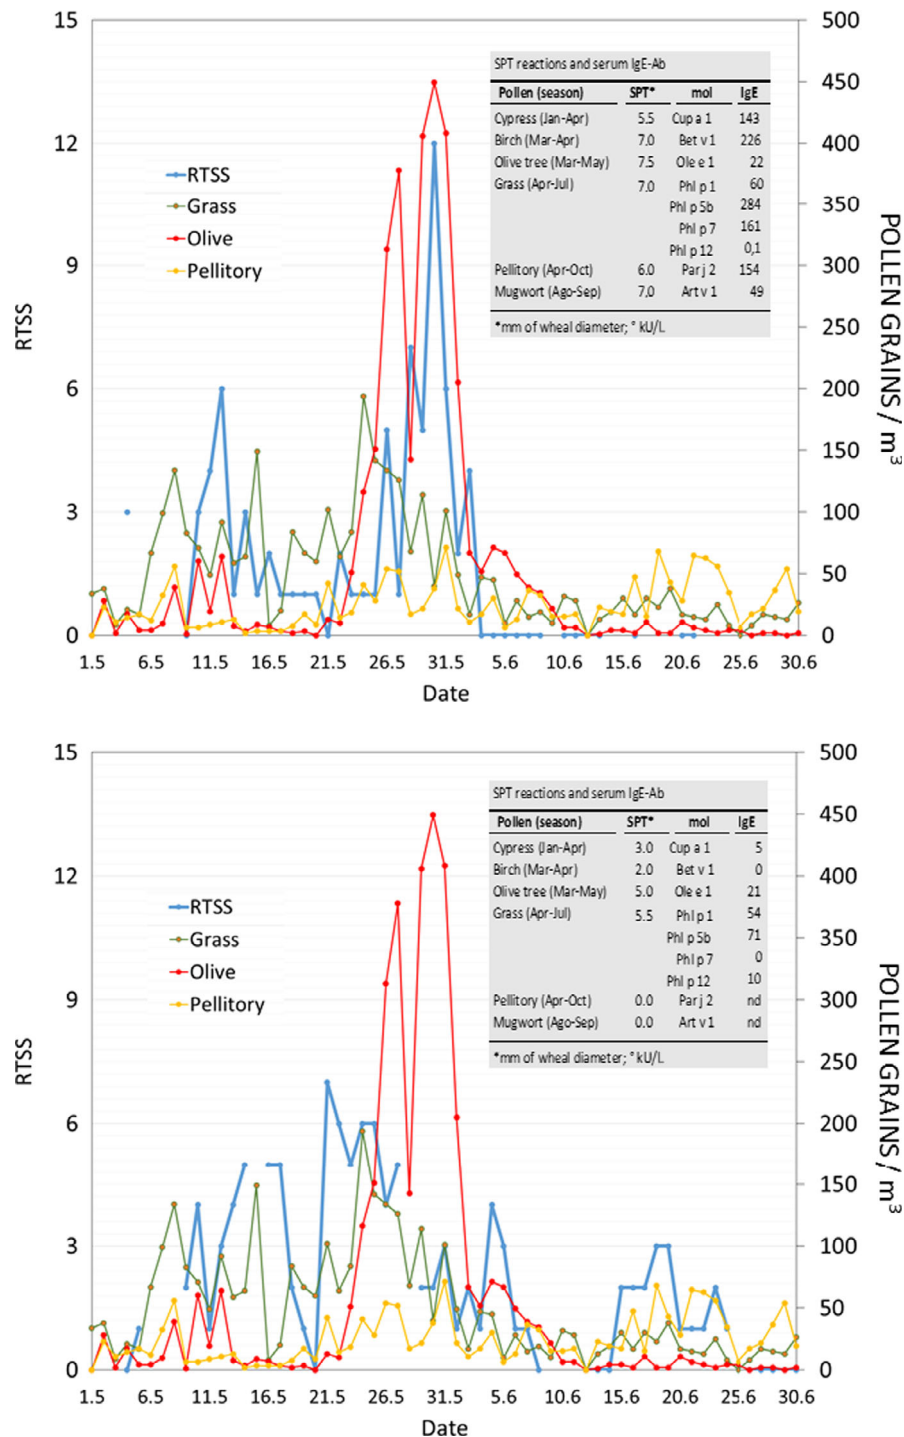 15
12
9
6
3
0
RTSS
500
450
400
350
300
250
200
150
100
50
0
POLLEN GRAINS / m³
RTSS
Grass
Olive
Pellitory
SPT reactions and serum IgE-Ab
Pollen (season) SPT* mol IgE
Cypress (Jan-Apr) 5.5 Cup a 1 143
Birch (Mar-Apr) 7.0 Bet v 1 226
Olive tree (Mar-May) 7.5 Ole e 1 22
Grass (Apr-Jul) 7.0 Phl p 1 60
Phl p 5b 284
Phl p 7 161
Phl p 12 0,1
Pellitory (Apr-Oct) 6.0 Par j 2 154
Mugwort (Ago-Sep) 7.0 Art v 1 49
*mm of wheal diameter; ° kU/L
1.5 6.5 11.5 16.5 21.5 26.5 31.5 5.6 10.6 15.6 20.6 25.6 30.6
Date
15
12
9
6
3
0
RTSS
500
450
400
350
300
250
200
150
100
50
0
POLLEN GRAINS / m³
RTSS
Grass
Olive
Pellitory
SPT reactions and serum IgE-Ab
Pollen (season) SPT* mol IgE
Cypress (Jan-Apr) 3.0 Cup a 1 5
Birch (Mar-Apr) 2.0 Bet v 1 0
Olive tree (Mar-May) 5.0 Ole e 1 21
Grass (Apr-Jul) 5.5 Phl p 1 54
Phl p 5b 71
Phl p 7 0
Phl p 12 10
Pellitory (Apr-Oct) 0.0 Par j 2 nd
Mugwort (Ago-Sep) 0.0 Art v 1 nd
*mm of wheal diameter; ° kU/L
1.5 6.5 11.5 16.5 21.5 26.5 31.5 5.6 10.6 15.6 20.6 25.6 30.6
Date